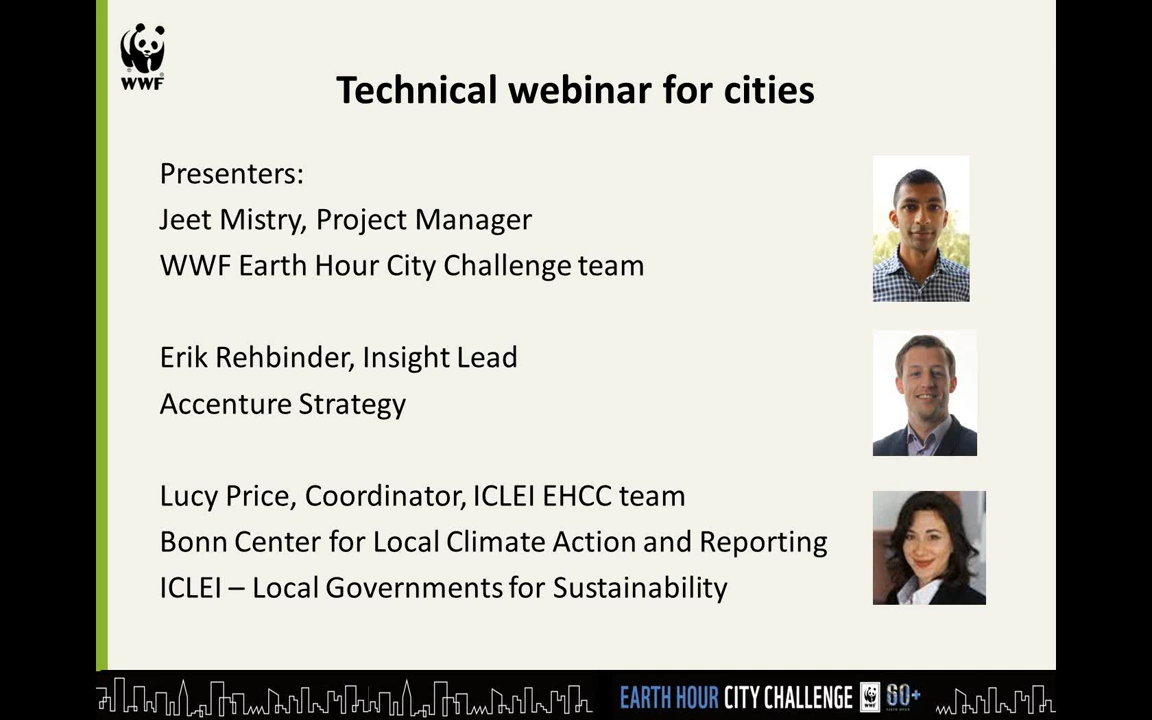 WWF
Technical webinar for cities
Presenters:
Jeet Mistry, Project Manager
WWF Earth Hour City Challenge team
Erik Rehbinder, Insight Lead
Accenture Strategy
Lucy Price, Coordinator, ICLEI EHCC team
Bonn Center for Local Climate Action and Reporting
ICLEI – Local Governments for Sustainability
EARTH HOUR CITY CHALLENGE WWF 60+